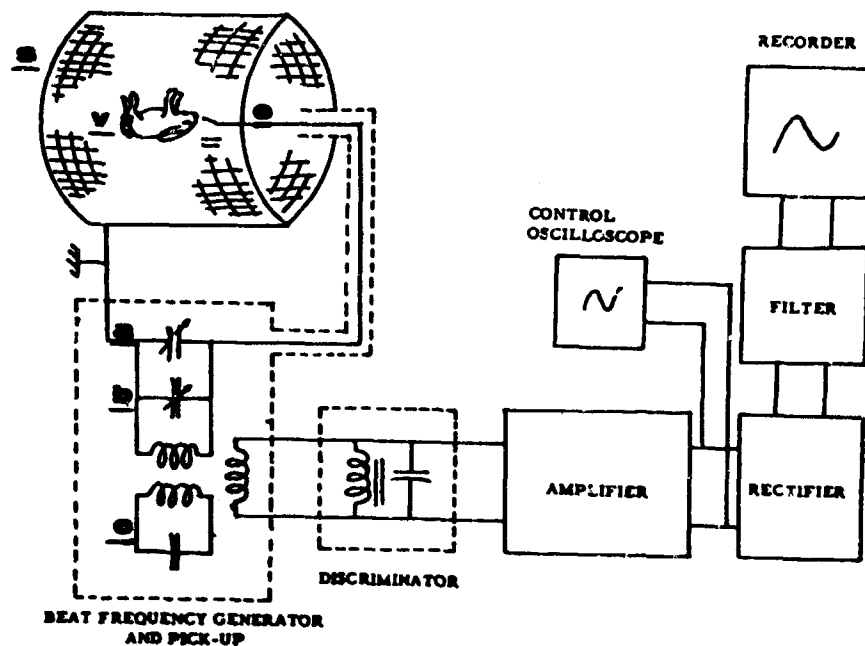 RECORDER
CONTROL
OSCILLOSCOPE
FILTER
AMPLIFIER
RECTIFIER
DISCRIMINATOR
BEAT FREQUENCY GENERATOR
AND PICK-UP